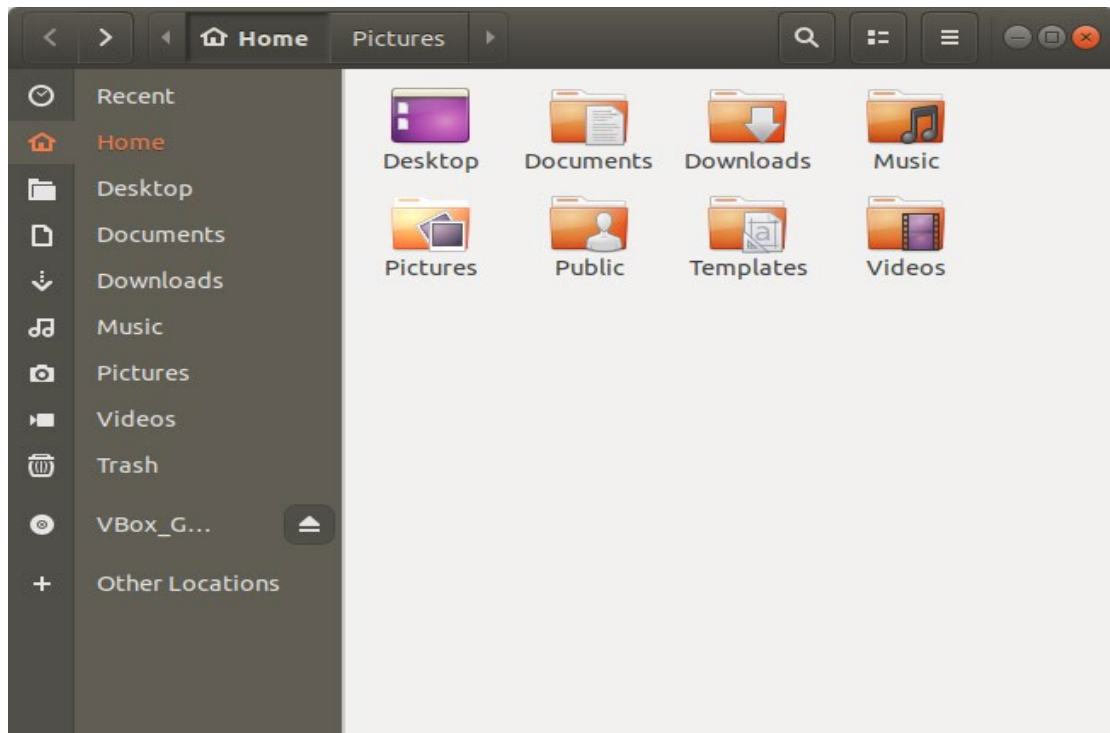 Home Pictures
Recent
Home
Desktop
Documents
Downloads
Music
Pictures
Videos
Trash
VBox_G...
Other Locations
Desktop Documents Downloads Music
Pictures Public Templates Videos